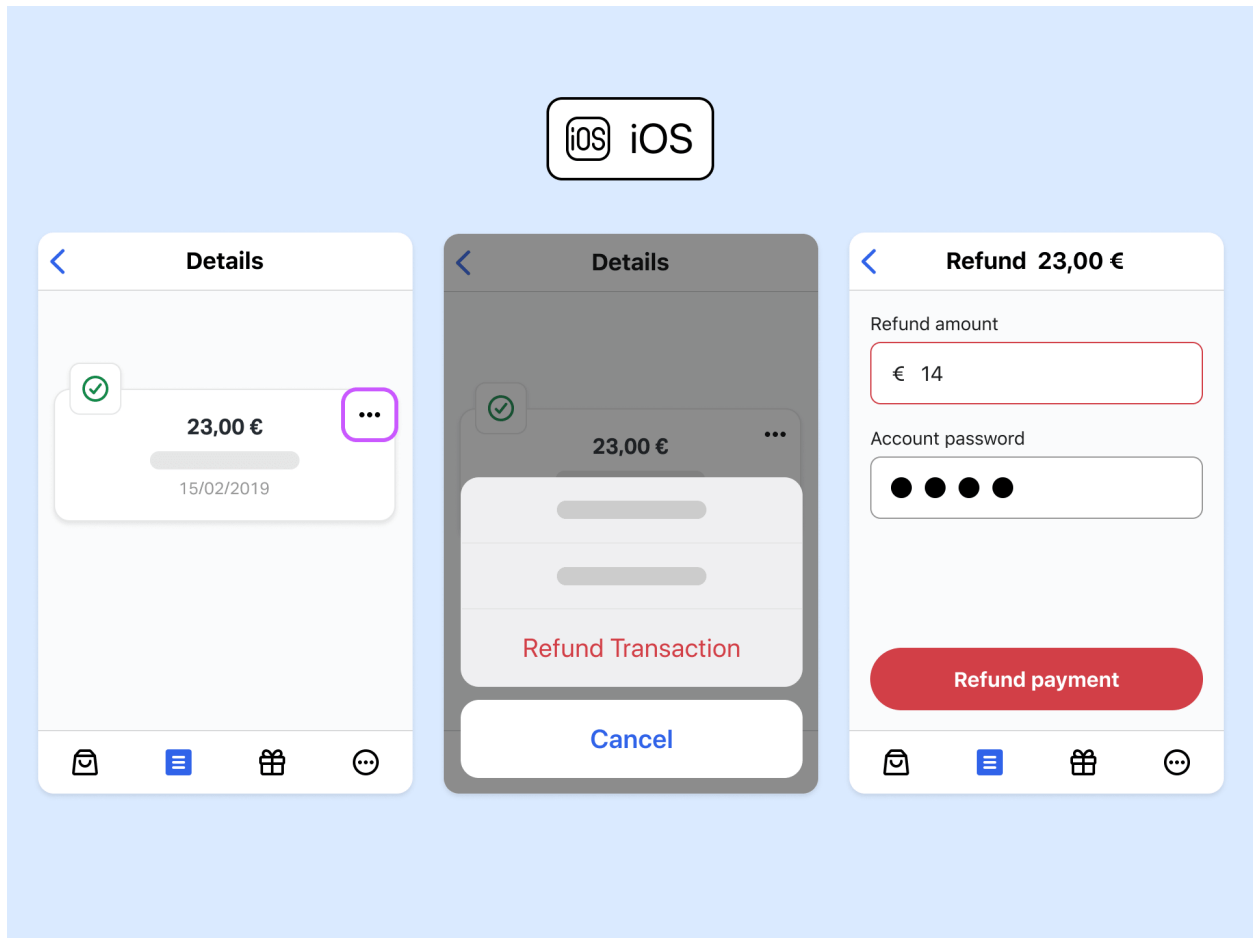 iOS iOS
Details
23,00 €
15/02/2019
Details
23,00 €
Refund Transaction
Cancel
Refund 23,00 €
Refund amount
€ 14
Account password
Refund payment